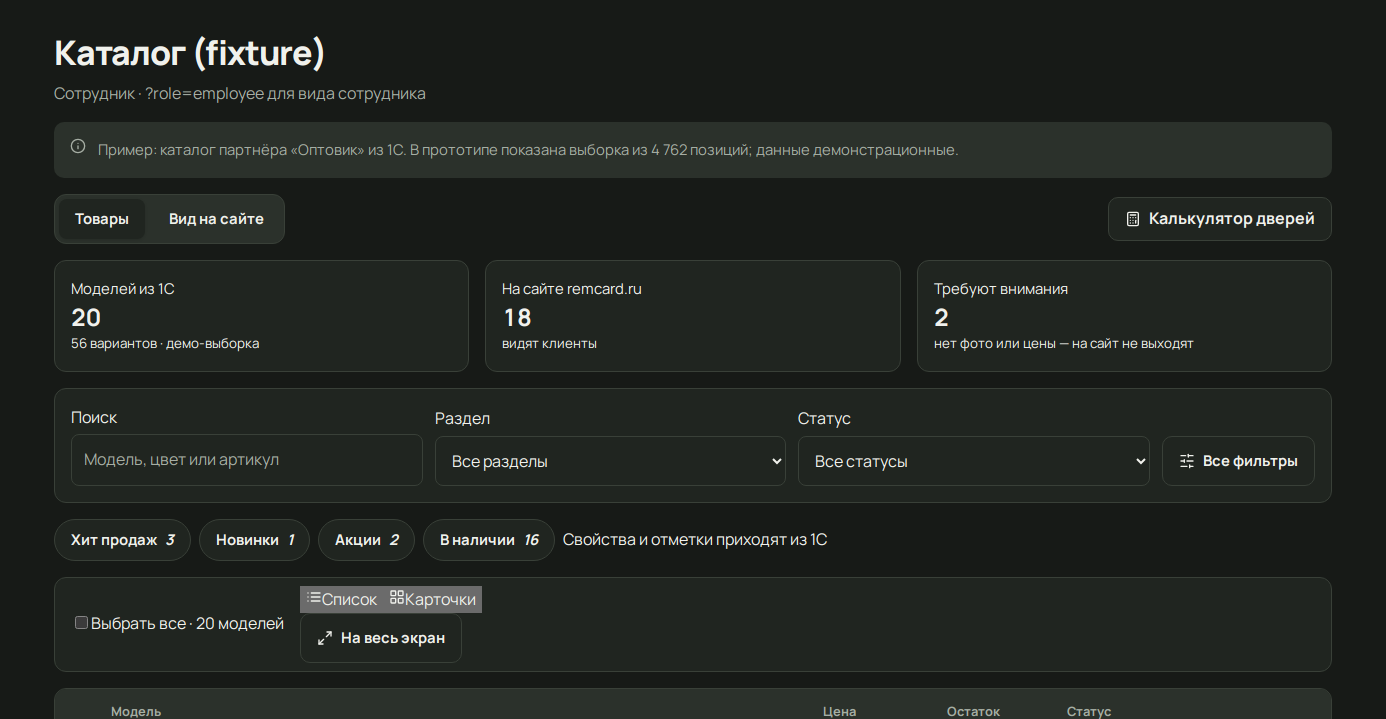 Каталог (fixture)
Сотрудник · ?role=employee для вида сотрудника
Пример: каталог партнёра «Оптовик» из 1С. В прототипе показана выборка из 4 762 позиций; данные демонстрационные.
Товары Вид на сайте Калькулятор дверей
Моделей из 1С На сайте remcard.ru Требуют внимания
20 18 2
56 вариантов · демо-выборка видят клиенты нет фото или цены — на сайт не выходят
Поиск Раздел Статус
Модель, цвет или артикул Все разделы Все статусы Все фильтры
Хит продаж 3 Новинки 1 Акции 2 В наличии 16 Свойства и отметки приходят из 1С
Список Карточки
Выбрать все · 20 моделей
На весь экран
Модель Цена Остаток Статус